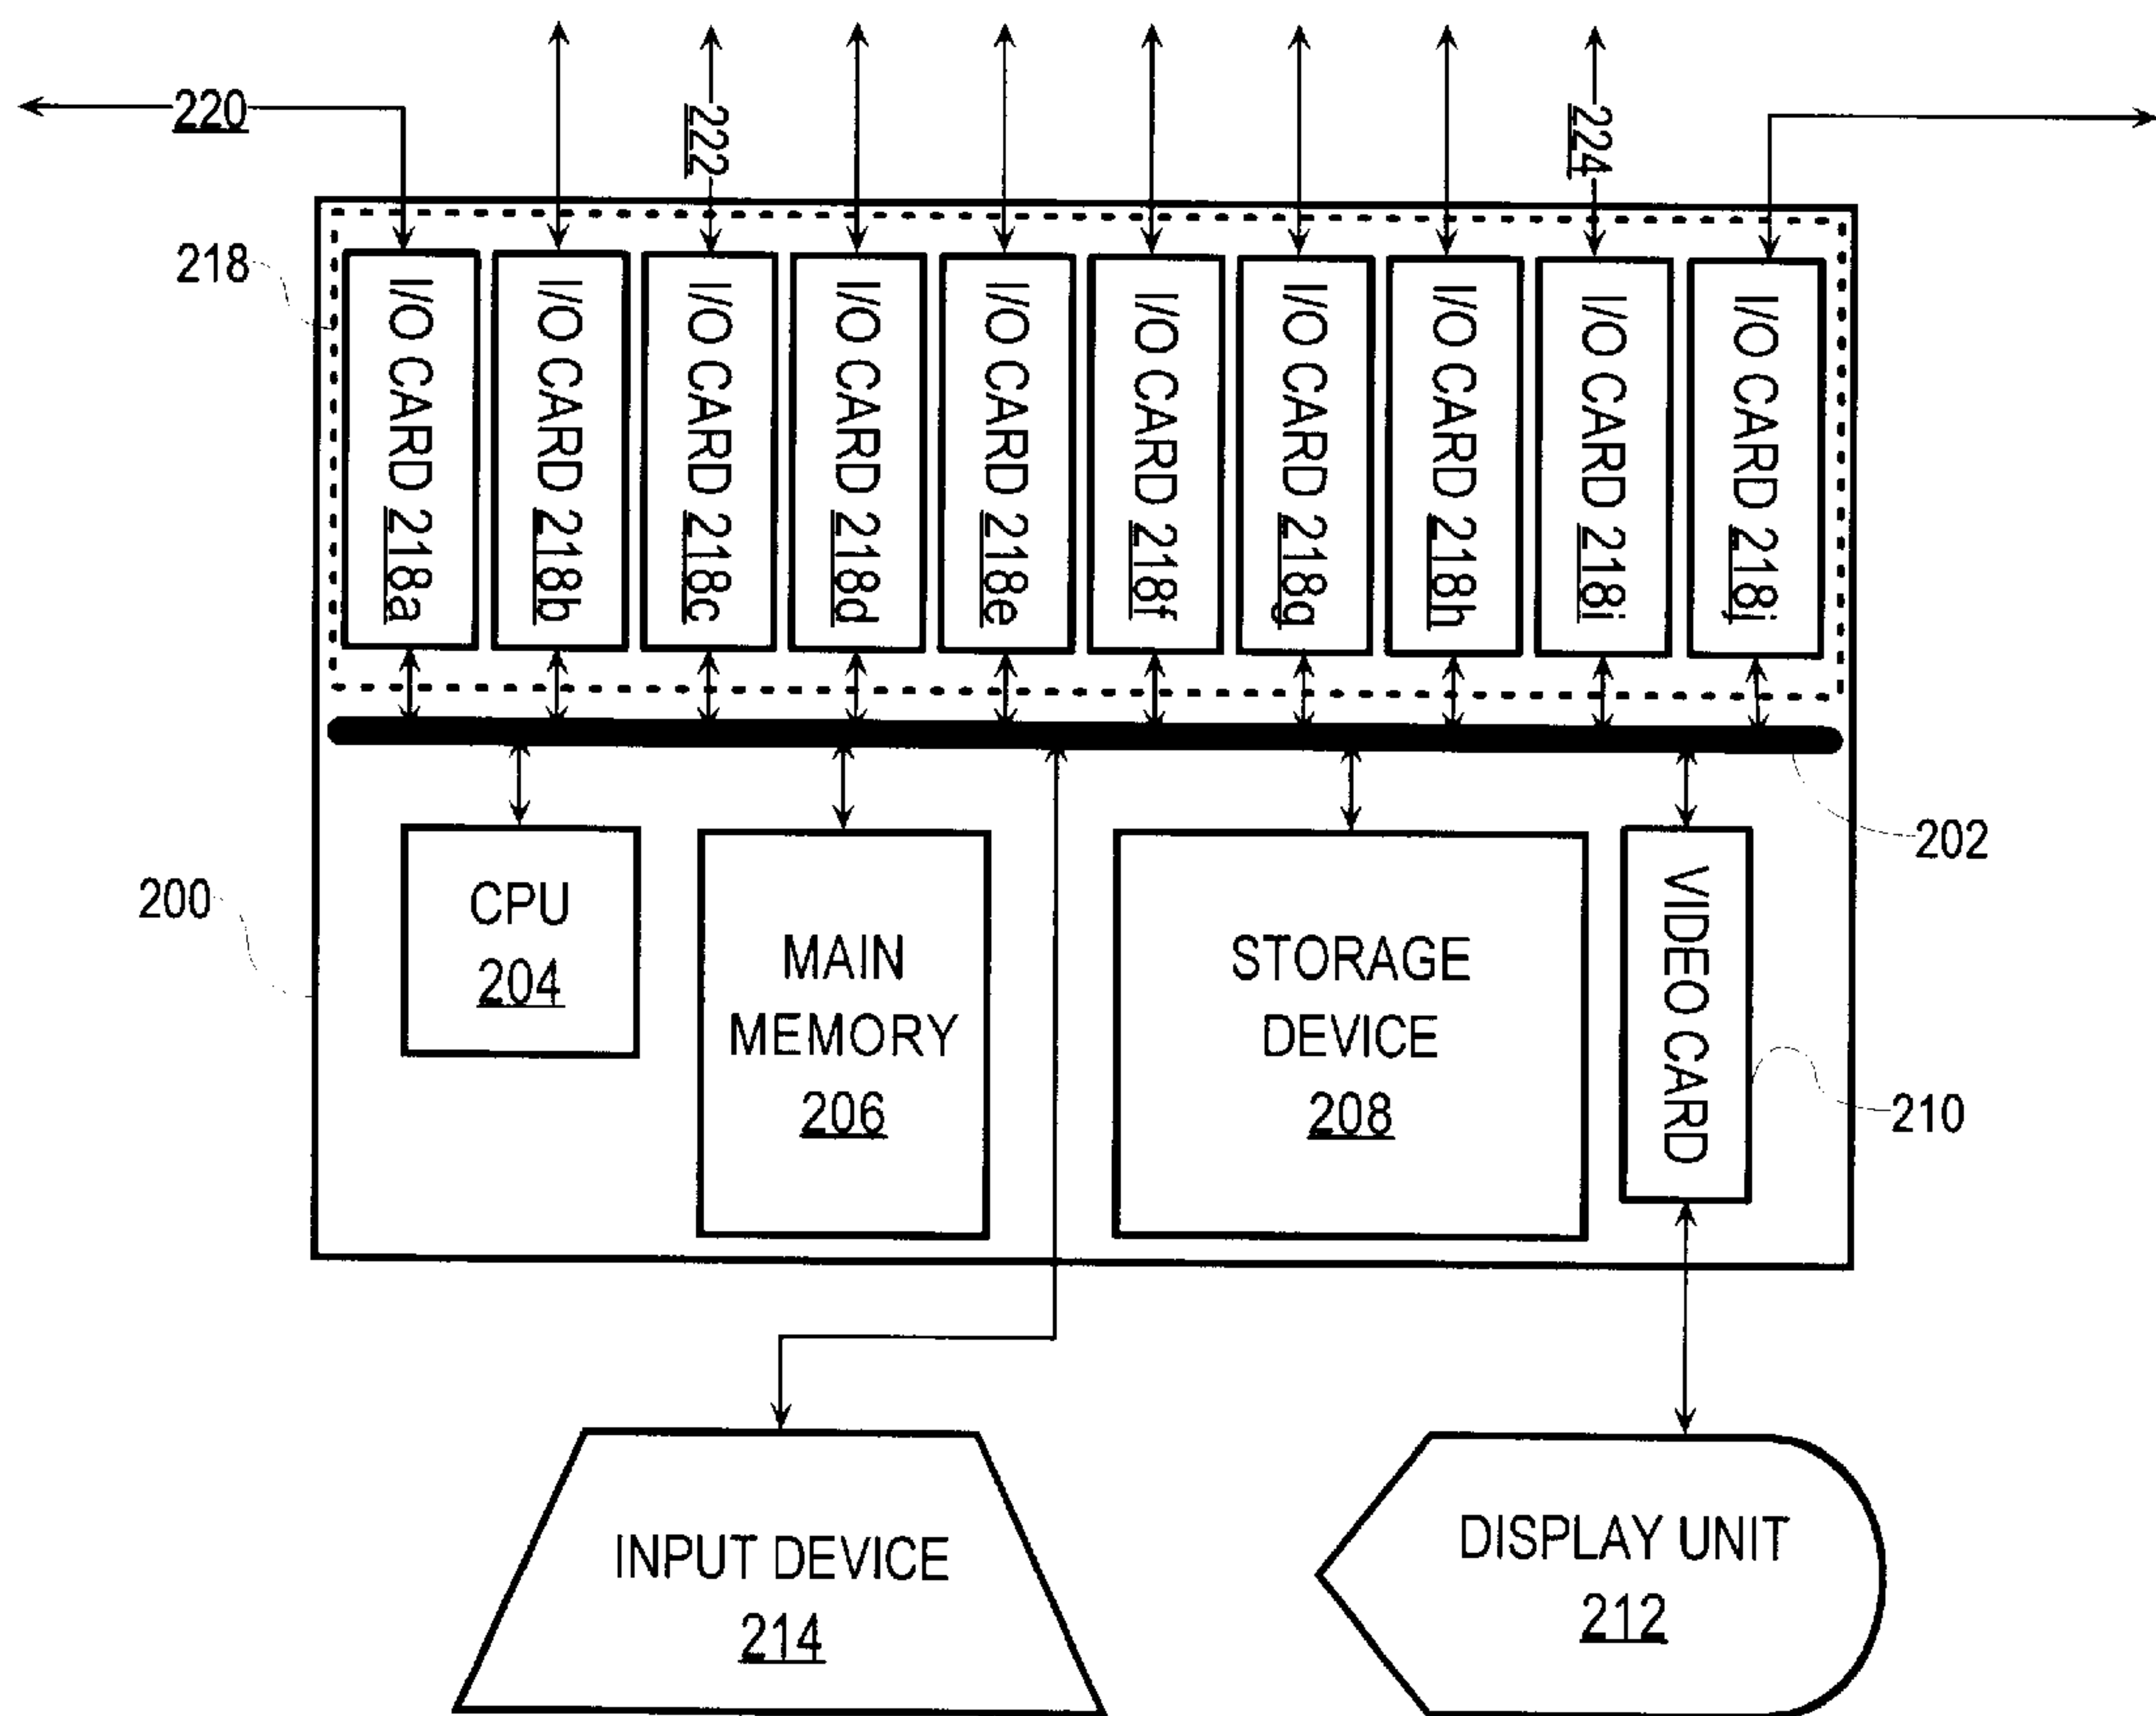 220
222
224
218
I/O CARD 218a
I/O CARD 218b
I/O CARD 218c
I/O CARD 218d
I/O CARD 218e
I/O CARD 218f
I/O CARD 218g
I/O CARD 218h
I/O CARD 218i
I/O CARD 218j
202
200
CPU
204
MAIN
MEMORY
206
STORAGE
DEVICE
208
VIDEO CARD
210
INPUT DEVICE
214
DISPLAY UNIT
212